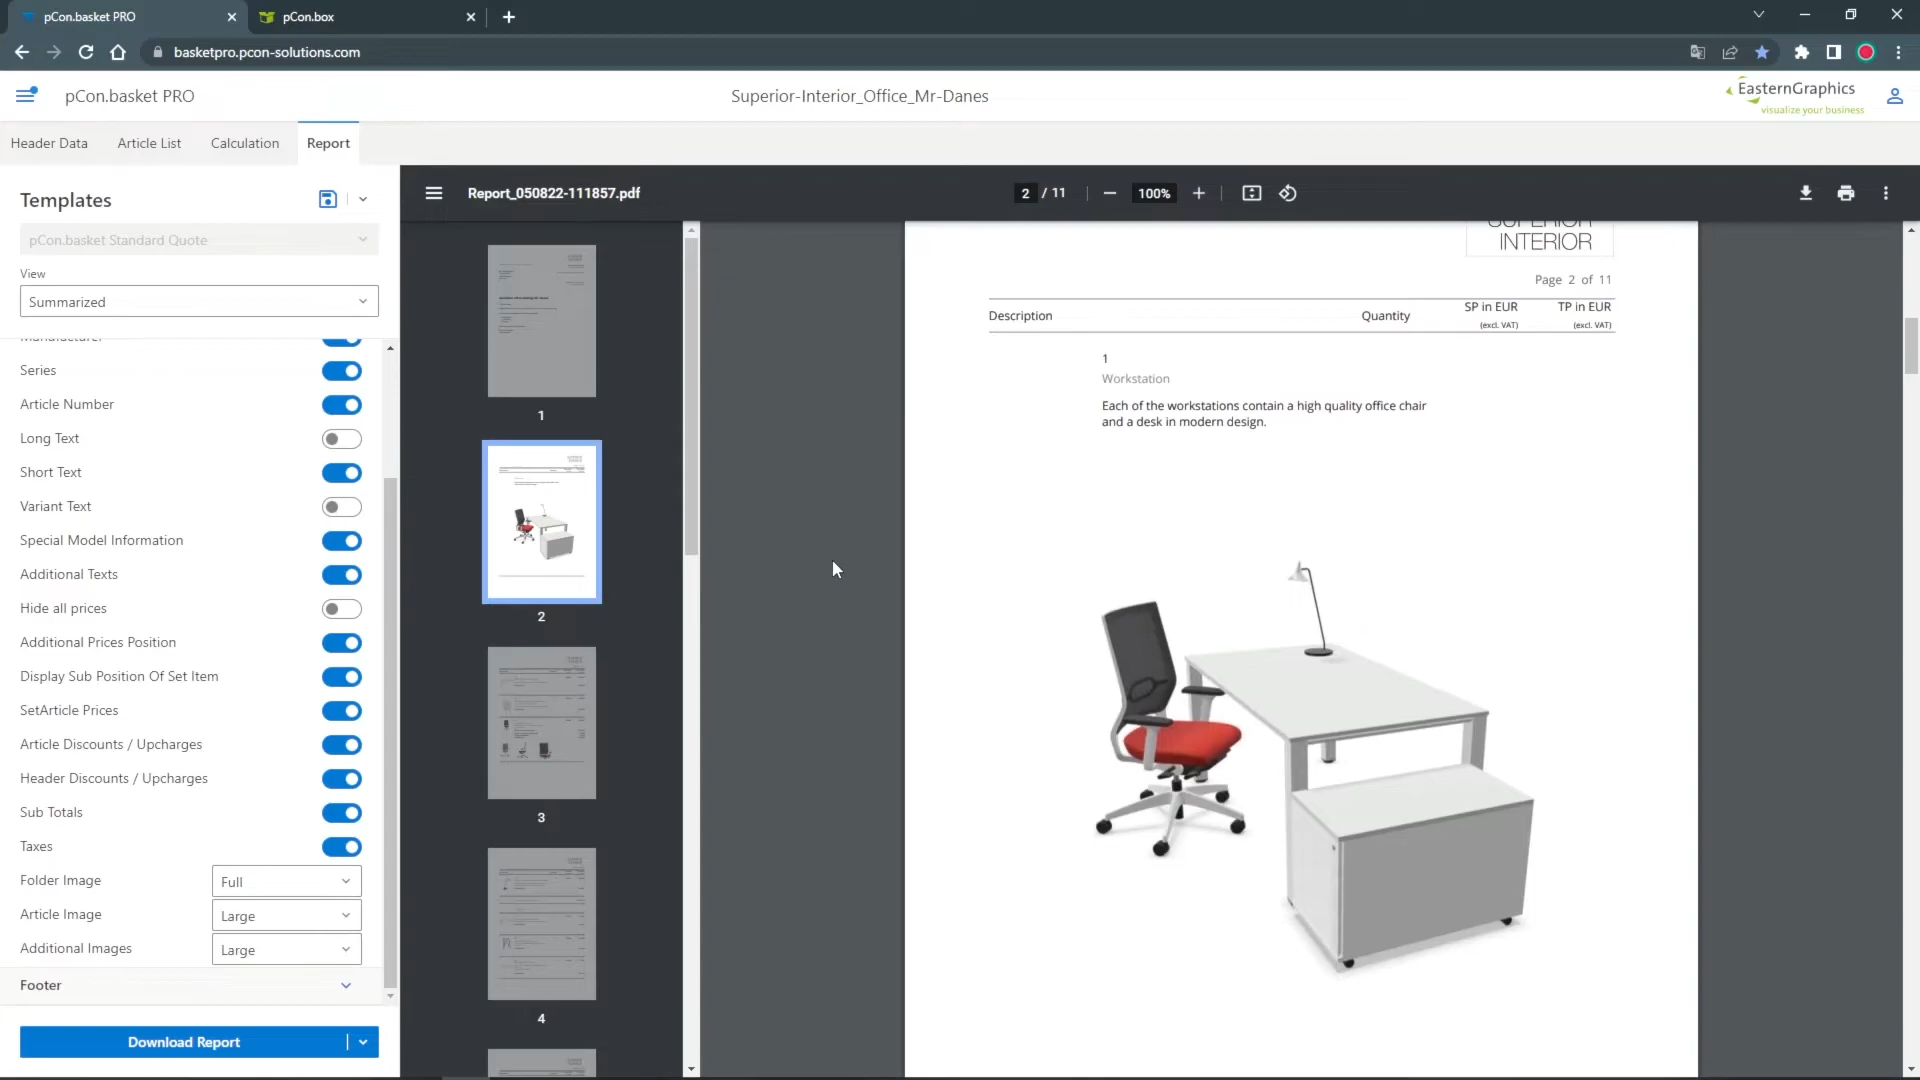 pCon.basket PRO
pCon.box
basketpro.pcon-solutions.com
pCon.basket PRO
Superior-Interior_Office_Mr-Danes
EasternGraphics
visualize your business
Header Data
Article List
Calculation
Report
Templates
pCon.basket Standard Quote
View
Summarized
Manufacturer
Series
Article Number
Long Text
Short Text
Variant Text
Special Model Information
Additional Texts
Hide all prices
Additional Prices Position
Display Sub Position Of Set Item
SetArticle Prices
Article Discounts / Upcharges
Header Discounts / Upcharges
Sub Totals
Taxes
Folder Image
Full
Article Image
Large
Additional Images
Large
Footer
Download Report
Report_050822-111857.pdf
2 / 11
100%
1
2
3
4
SUPERIOR
INTERIOR
Page 2 of 11
Description
Quantity
SP in EUR
(excl. VAT)
TP in EUR
(excl. VAT)
1
Workstation
Each of the workstations contain a high quality office chair
and a desk in modern design.